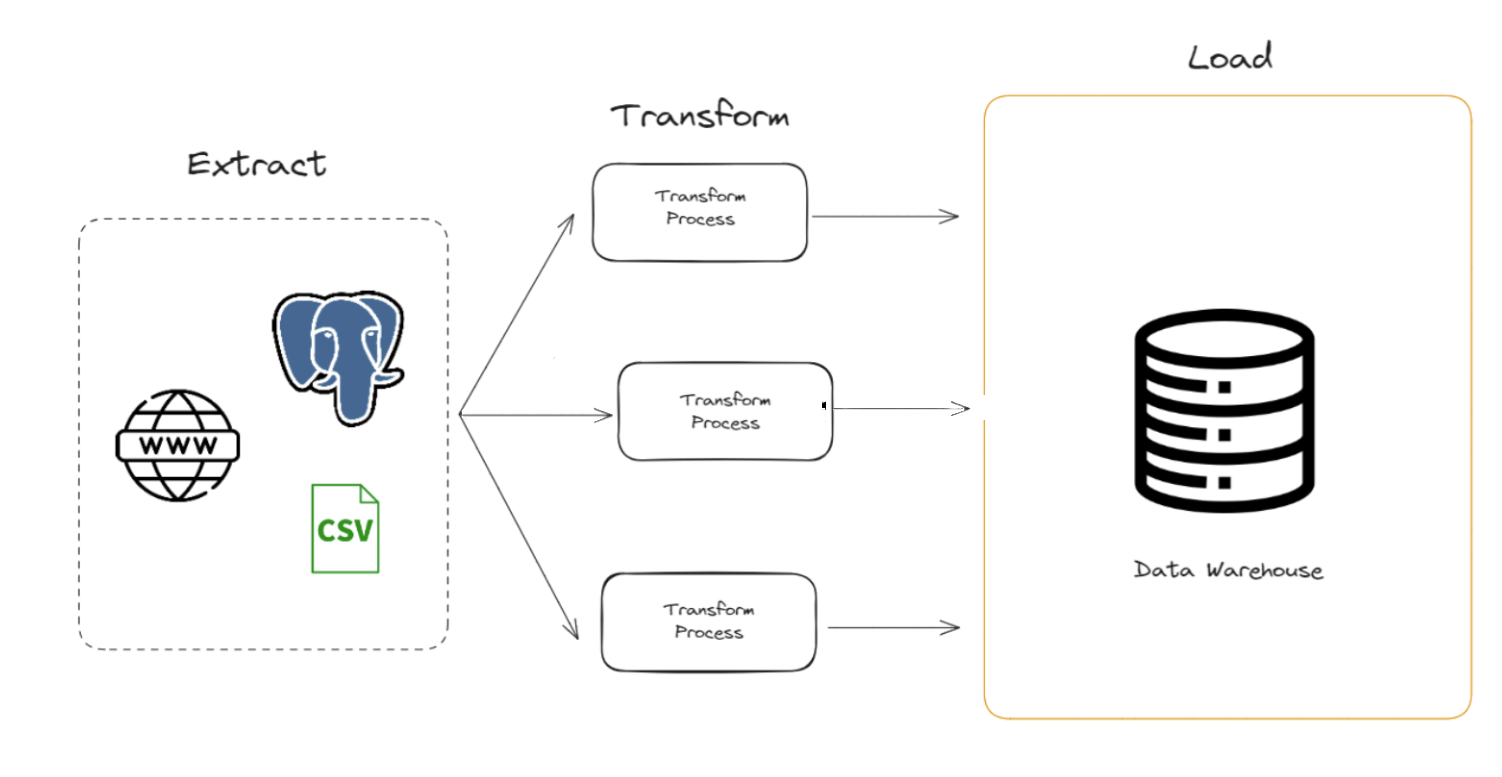 Load
Transform
Extract
Transform
Process
WWW
CSV
Transform
Process
Transform
Process
Data Warehouse